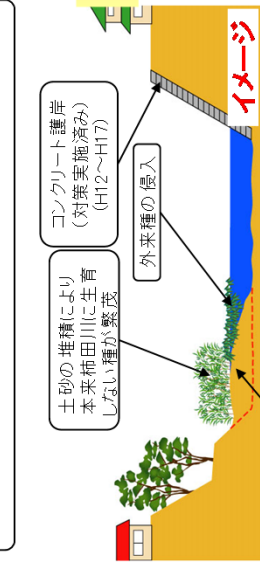 土砂の堆積により
本来柿田川に生育
しない種が繁茂
コンクリート護岸
(対策実施済み)
(H12～H17)
外来種の侵入
イメージ